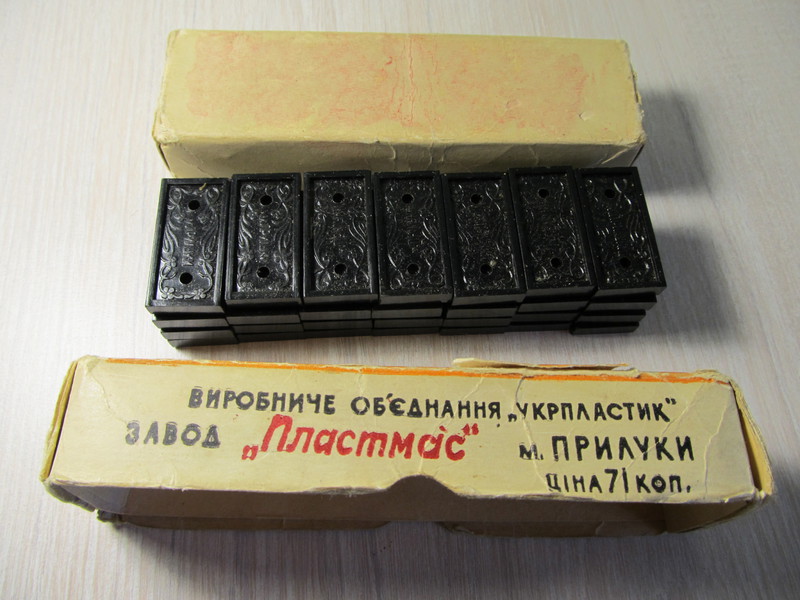 ВИРОБНИЧЕ ОБ'ЄДНАННЯ „УКРПЛАСТИК"
ЗАВОД „Пластмас" м. ПРИЛУКИ
ЦІНА 71 КОП.